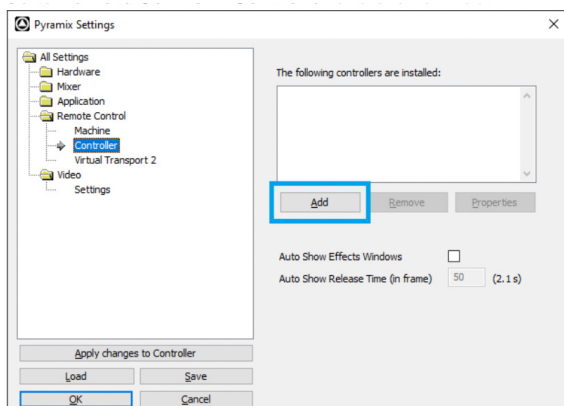 Pyramix Settings
All Settings
Hardware
Mixer
Application
Remote Control
Machine
Controller
Virtual Transport 2
Video
Settings
Apply changes to Controller
Load Save
OK Cancel
The following controllers are installed:
Add Remove Properties
Auto Show Effects Windows
Auto Show Release Time (in frame) 50 (2.1 s)